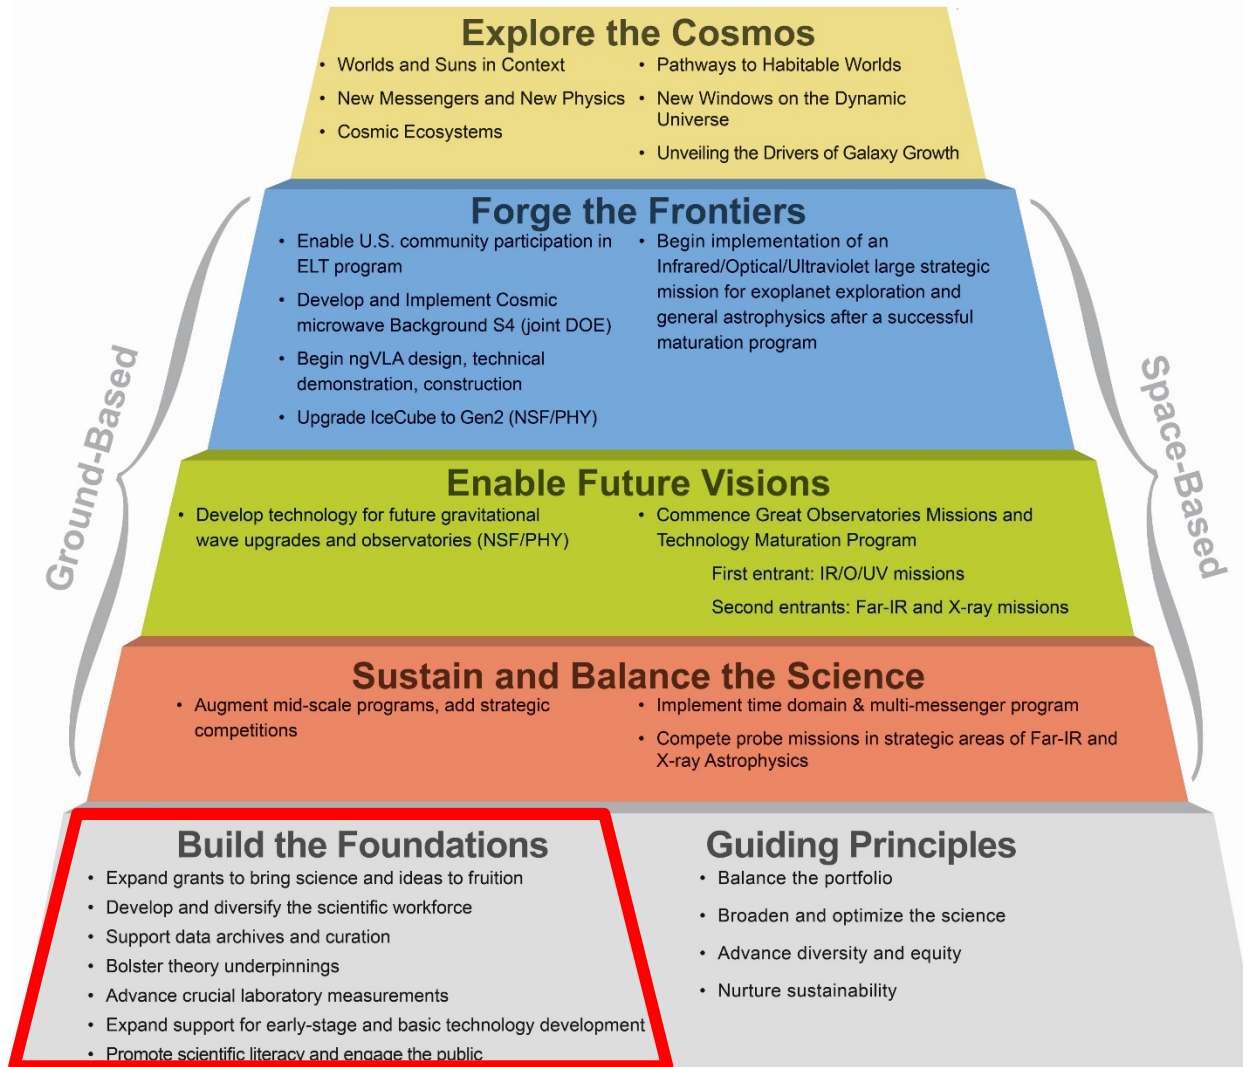 Explore the Cosmos
• Worlds and Suns in Context
• New Messengers and New Physics
• Cosmic Ecosystems
• Pathways to Habitable Worlds
• New Windows on the Dynamic
Universe
• Unveiling the Drivers of Galaxy Growth
Forge the Frontiers
• Enable U.S. community participation in
ELT program
• Develop and Implement Cosmic
microwave Background S4 (joint DOE)
• Begin ngVLA design, technical
demonstration, construction
• Upgrade IceCube to Gen2 (NSF/PHY)
• Begin implementation of an
Infrared/Optical/Ultraviolet large strategic
mission for exoplanet exploration and
general astrophysics after a successful
maturation program
Ground-Based
Space-Based
Enable Future Visions
• Develop technology for future gravitational
wave upgrades and observatories (NSF/PHY)
• Commence Great Observatories Missions and
Technology Maturation Program
First entrant: IR/O/UV missions
Second entrants: Far-IR and X-ray missions
Sustain and Balance the Science
• Augment mid-scale programs, add strategic
competitions
• Implement time domain & multi-messenger program
• Compete probe missions in strategic areas of Far-IR and
X-ray Astrophysics
Build the Foundations
• Expand grants to bring science and ideas to fruition
• Develop and diversify the scientific workforce
• Support data archives and curation
• Bolster theory underpinnings
• Advance crucial laboratory measurements
• Expand support for early-stage and basic technology development
• Promote scientific literacy and engage the public
Guiding Principles
• Balance the portfolio
• Broaden and optimize the science
• Advance diversity and equity
• Nurture sustainability